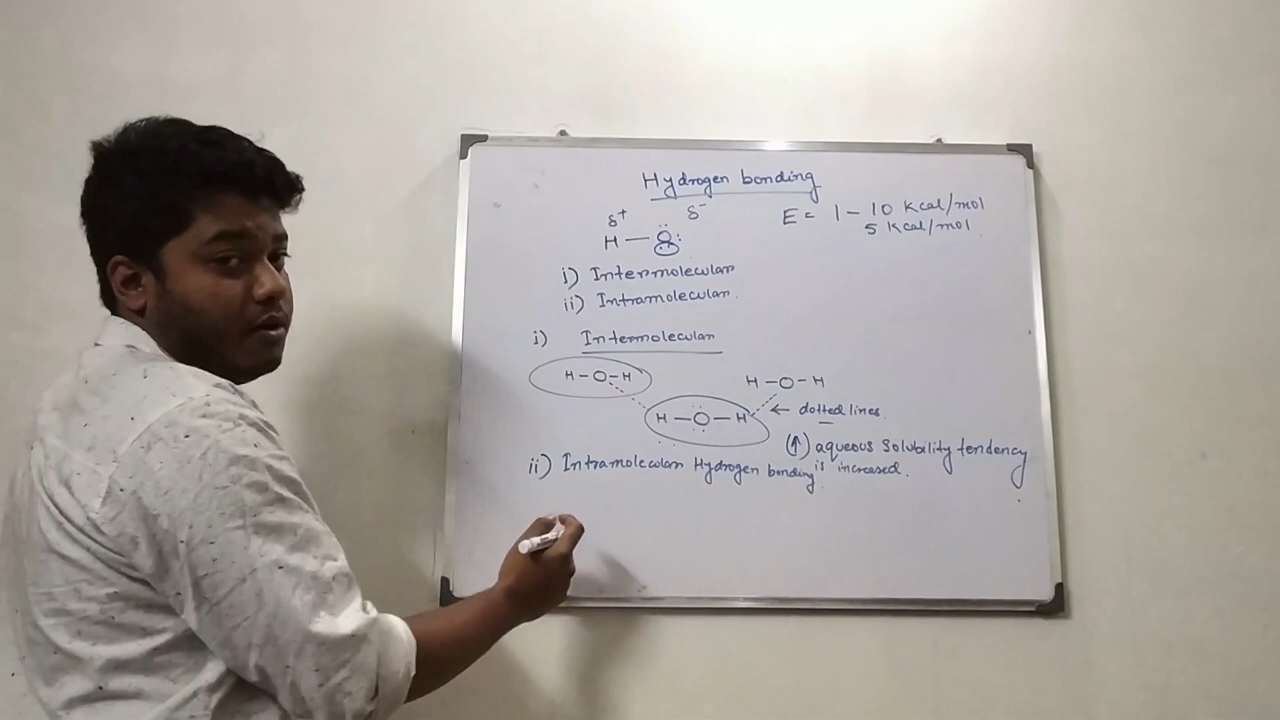 Hydrogen bonding
δ+ δ-
H — O
E = 1 - 10 Kcal/mol
5 Kcal/mol
i) Intermolecular
ii) Intramolecular.
i) Intermolecular
H - O - H
H - O - H
H — O — H
← dotted lines.
(↑) aqueous solubility tendency
is increased.
ii) Intramolecular Hydrogen bonding